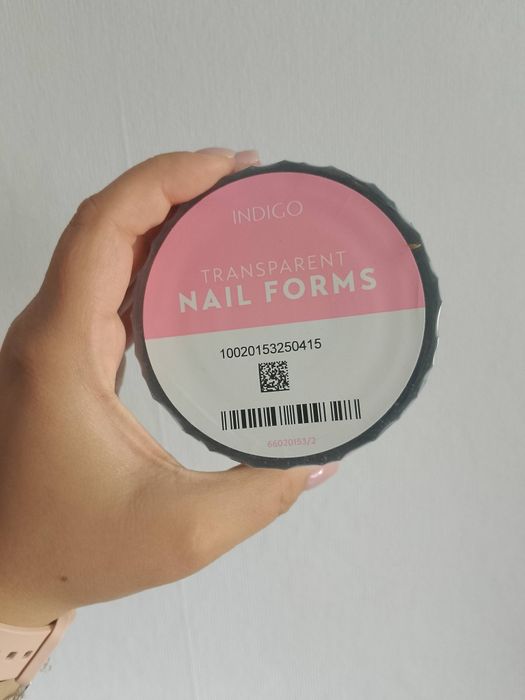 INDIGO
TRANSPARENT
NAIL FORMS
10020153250415
66020153/2